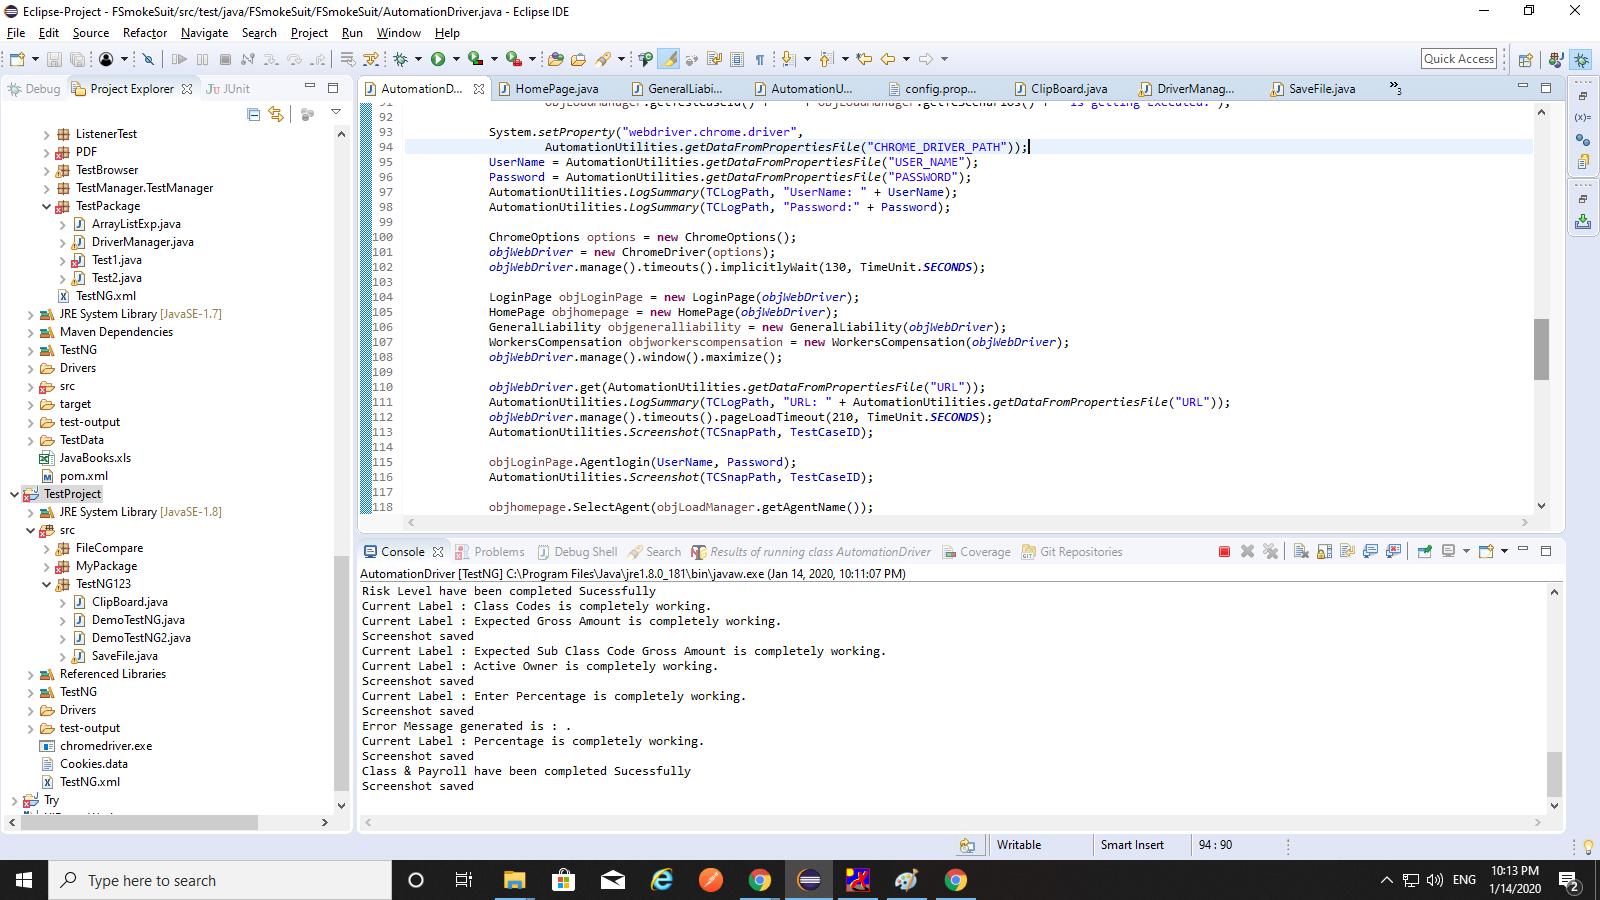 Eclipse-Project - FSmokeSuit/src/test/java/FSmokeSuit/FSmokeSuit/AutomationDriver.java - Eclipse IDE
File Edit Source Refactor Navigate Search Project Run Window Help
Quick Access
Debug Project Explorer JUnit
ListenerTest
PDF
TestBrowser
TestManager.TestManager
TestPackage
ArrayListExp.java
DriverManager.java
Test1.java
Test2.java
TestNG.xml
JRE System Library [JavaSE-1.7]
Maven Dependencies
TestNG
Drivers
src
target
test-output
TestData
JavaBooks.xls
pom.xml
TestProject
JRE System Library [JavaSE-1.8]
src
FileCompare
MyPackage
TestNG123
ClipBoard.java
DemoTestNG.java
DemoTestNG2.java
SaveFile.java
Referenced Libraries
TestNG
Drivers
test-output
chromedriver.exe
Cookies.data
TestNG.xml
Try
AutomationD... HomePage.java GeneralLiabi... AutomationU... config.prop... ClipBoard.java DriverManag... SaveFile.java »3
92
93 System.setProperty("webdriver.chrome.driver",
94 AutomationUtilities.getDataFromPropertiesFile("CHROME_DRIVER_PATH"));
95 UserName = AutomationUtilities.getDataFromPropertiesFile("USER_NAME");
96 Password = AutomationUtilities.getDataFromPropertiesFile("PASSWORD");
97 AutomationUtilities.LogSummary(TCLogPath, "UserName: " + UserName);
98 AutomationUtilities.LogSummary(TCLogPath, "Password:" + Password);
99
100 ChromeOptions options = new ChromeOptions();
101 objWebDriver = new ChromeDriver(options);
102 objWebDriver.manage().timeouts().implicitlyWait(130, TimeUnit.SECONDS);
103
104 LoginPage objLoginPage = new LoginPage(objWebDriver);
105 HomePage objhomepage = new HomePage(objWebDriver);
106 GeneralLiability objgeneralliability = new GeneralLiability(objWebDriver);
107 WorkersCompensation objworkerscompensation = new WorkersCompensation(objWebDriver);
108 objWebDriver.manage().window().maximize();
109
110 objWebDriver.get(AutomationUtilities.getDataFromPropertiesFile("URL"));
111 AutomationUtilities.LogSummary(TCLogPath, "URL: " + AutomationUtilities.getDataFromPropertiesFile("URL"));
112 objWebDriver.manage().timeouts().pageLoadTimeout(210, TimeUnit.SECONDS);
113 AutomationUtilities.Screenshot(TCSnapPath, TestCaseID);
114
115 objLoginPage.Agentlogin(UserName, Password);
116 AutomationUtilities.Screenshot(TCSnapPath, TestCaseID);
117
118 objhomepage.SelectAgent(objLoadManager.getAgentName());
Console Problems Debug Shell Search Results of running class AutomationDriver Coverage Git Repositories
AutomationDriver [TestNG] C:\Program Files\Java\jre1.8.0_181\bin\javaw.exe (Jan 14, 2020, 10:11:07 PM)
Risk Level have been completed Sucessfully
Current Label : Class Codes is completely working.
Current Label : Expected Gross Amount is completely working.
Screenshot saved
Current Label : Expected Sub Class Code Gross Amount is completely working.
Current Label : Active Owner is completely working.
Screenshot saved
Current Label : Enter Percentage is completely working.
Screenshot saved
Error Message generated is : .
Current Label : Percentage is completely working.
Screenshot saved
Class & Payroll have been completed Sucessfully
Screenshot saved
Writable Smart Insert 94 : 90
Type here to search
ENG
10:13 PM
1/14/2020
2